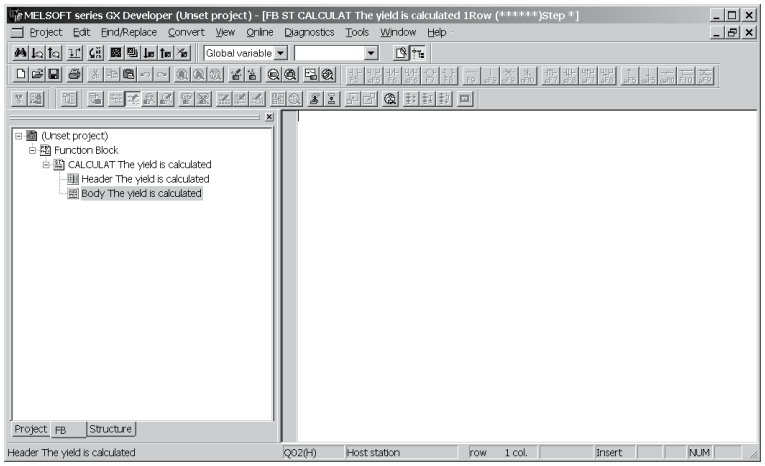 MELSOFT series GX Developer (Unset project) - [FB ST CALCULAT The yield is calculated 1Row (******)Step *]
Project Edit Find/Replace Convert View Online Diagnostics Tools Window Help
Global variable
(Unset project)
Function Block
CALCULAT The yield is calculated
Header The yield is calculated
Body The yield is calculated
Project FB Structure
Header The yield is calculated Q02(H) Host station row 1 col. Insert NUM